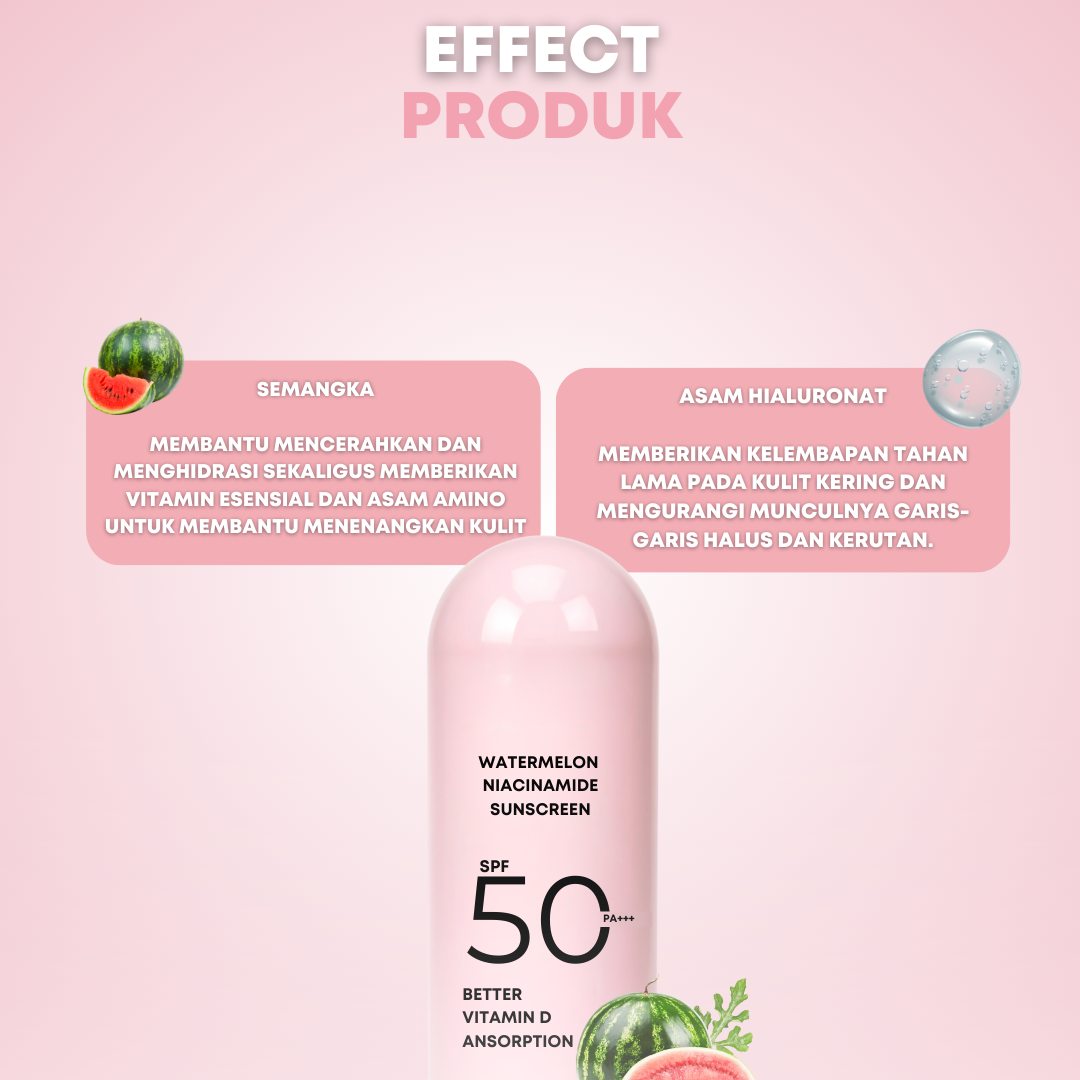 EFFECT
PRODUK
SEMANGKA
MEMBANTU MENCERAHKAN DAN
MENGHIDRASI SEKALIGUS MEMBERIKAN
VITAMIN ESENSIAL DAN ASAM AMINO
UNTUK MEMBANTU MENENANGKAN KULIT
ASAM HIALURONAT
MEMBERIKAN KELEMBAPAN TAHAN
LAMA PADA KULIT KERING DAN
MENGURANGI MUNCULNYA GARIS-
GARIS HALUS DAN KERUTAN.
WATERMELON
NIACINAMIDE
SUNSCREEN
SPF
50
PA+++
BETTER
VITAMIN D
ANSORPTION